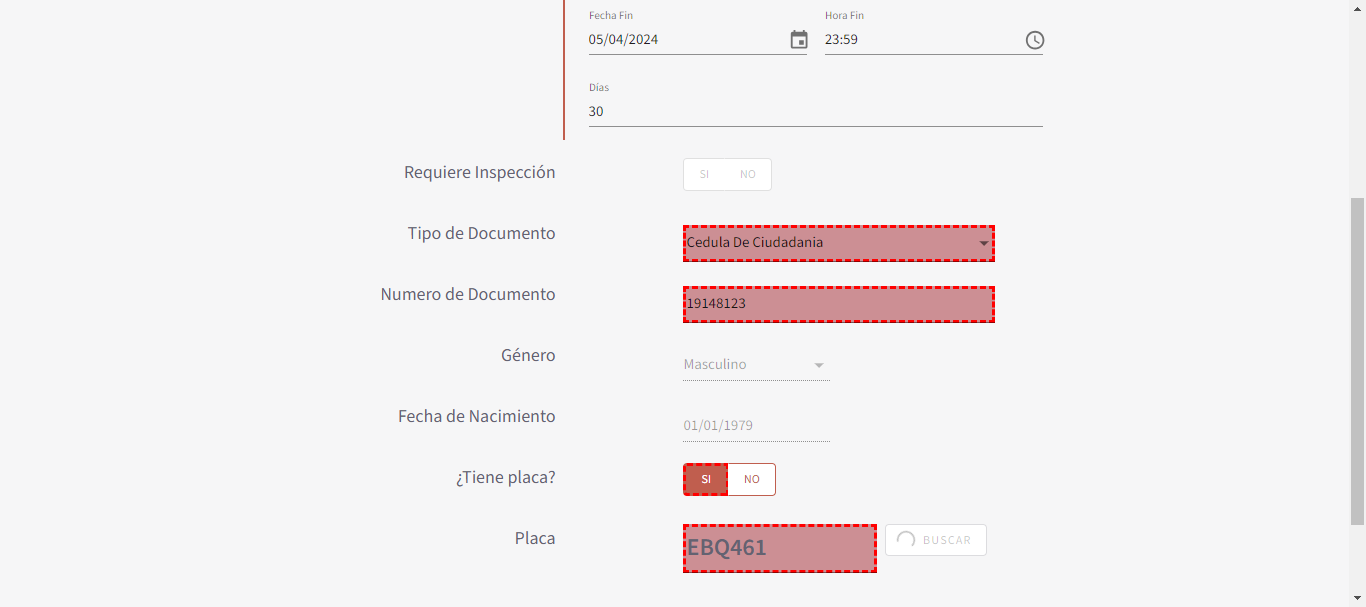 Fecha Fin Hora Fin
05/04/2024 23:59
Días
30
Requiere Inspección SI NO
Tipo de Documento Cedula De Ciudadania
Numero de Documento 19148123
Género Masculino
Fecha de Nacimiento 01/01/1979
¿Tiene placa? SI NO
Placa EBQ461 BUSCAR